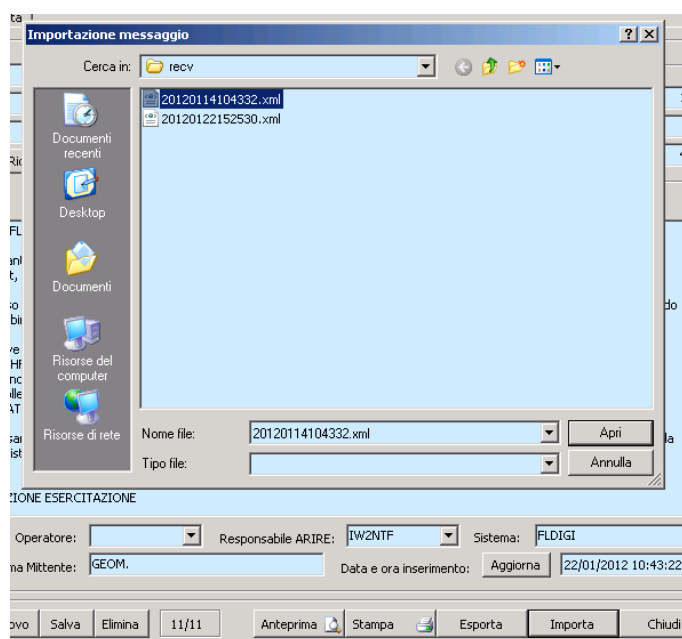 Importazione messaggio
Cerca in: recv
20120114104332.xml
20120122152530.xml
Documenti
recenti
Desktop
Documenti
Risorse del
computer
Risorse di rete
Nome file: 20120114104332.xml Apri
Tipo file: Annulla
ZIONE ESERCITAZIONE
Operatore: Responsabile ARIRE: IW2NTF Sistema: FLDIGI
ma Mittente: GEOM. Data e ora inserimento: Aggiorna 22/01/2012 10:43:22
ovo Salva Elimina 11/11 Anteprima Stampa Esporta Importa Chiudi